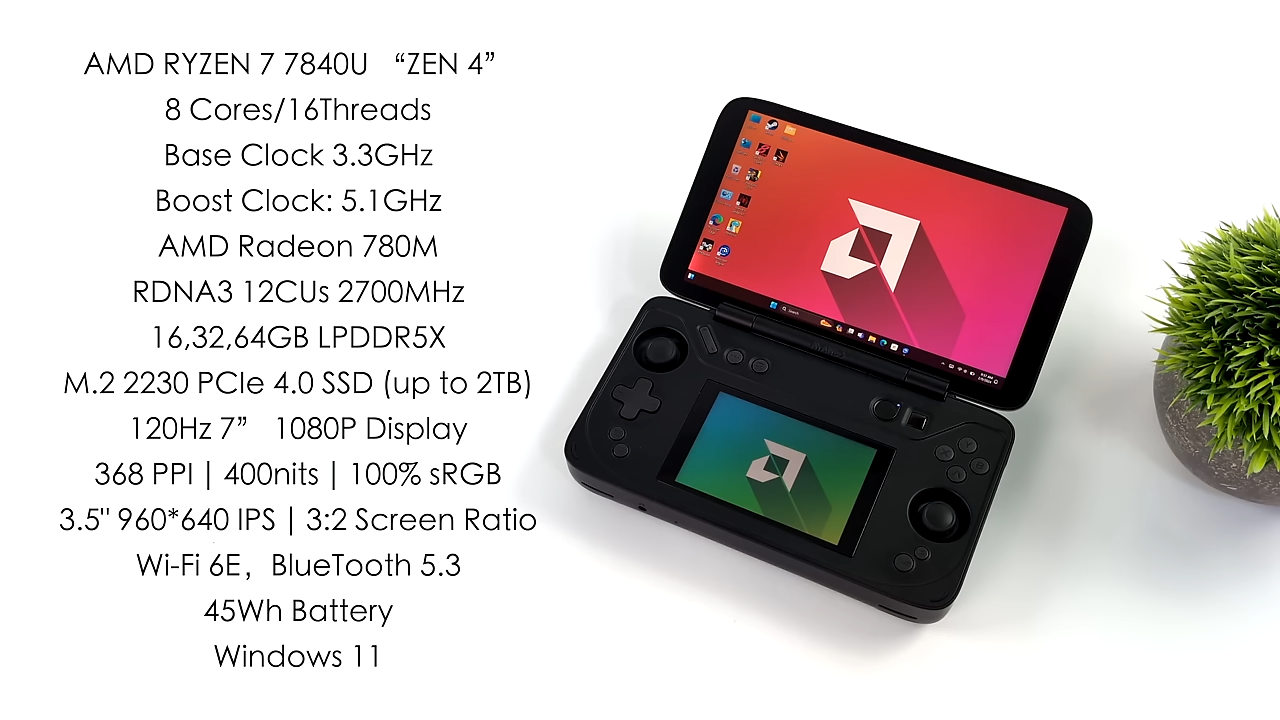 AMD RYZEN 7 7840U “ZEN 4”
8 Cores/16Threads
Base Clock 3.3GHz
Boost Clock: 5.1GHz
AMD Radeon 780M
RDNA3 12CUs 2700MHz
16,32,64GB LPDDR5X
M.2 2230 PCIe 4.0 SSD (up to 2TB)
120Hz 7” 1080P Display
368 PPI | 400nits | 100% sRGB
3.5" 960*640 IPS | 3:2 Screen Ratio
Wi-Fi 6E，BlueTooth 5.3
45Wh Battery
Windows 11
Search